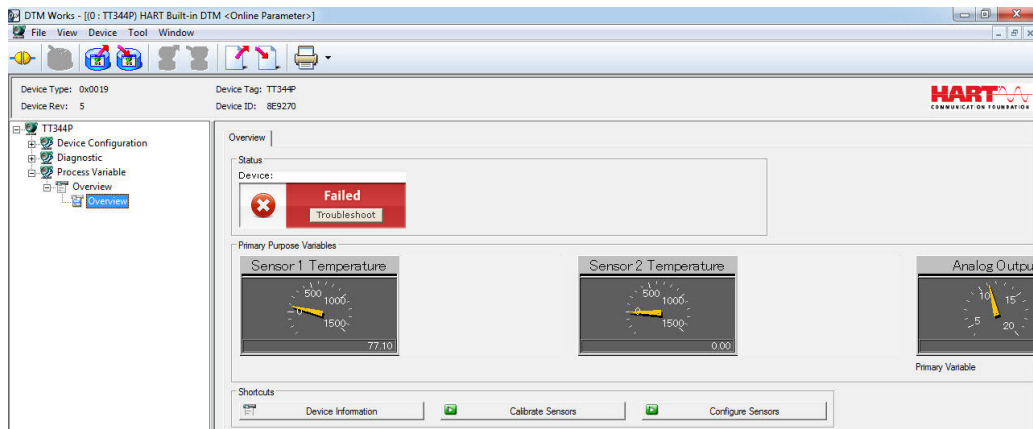 DTM Works - [(0 : TT344P) HART Built-in DTM <Online Parameter>]
File View Device Tool Window
Device Type: 0x0019 Device Tag: TT344P
Device Rev: 5 Device ID: 8E9270
HART
COMMUNICATION FOUNDATION
TT344P
Device Configuration
Diagnostic
Process Variable
Overview
Overview
Overview
Status
Device:
Failed
Troubleshoot
Primary Purpose Variables
Sensor 1 Temperature
0 500 1000 1500
77.10
Sensor 2 Temperature
0 500 1000 1500
0.00
Analog Outpu
5 10 15 20
Primary Variable
Shortcuts
Device Information Calibrate Sensors Configure Sensors